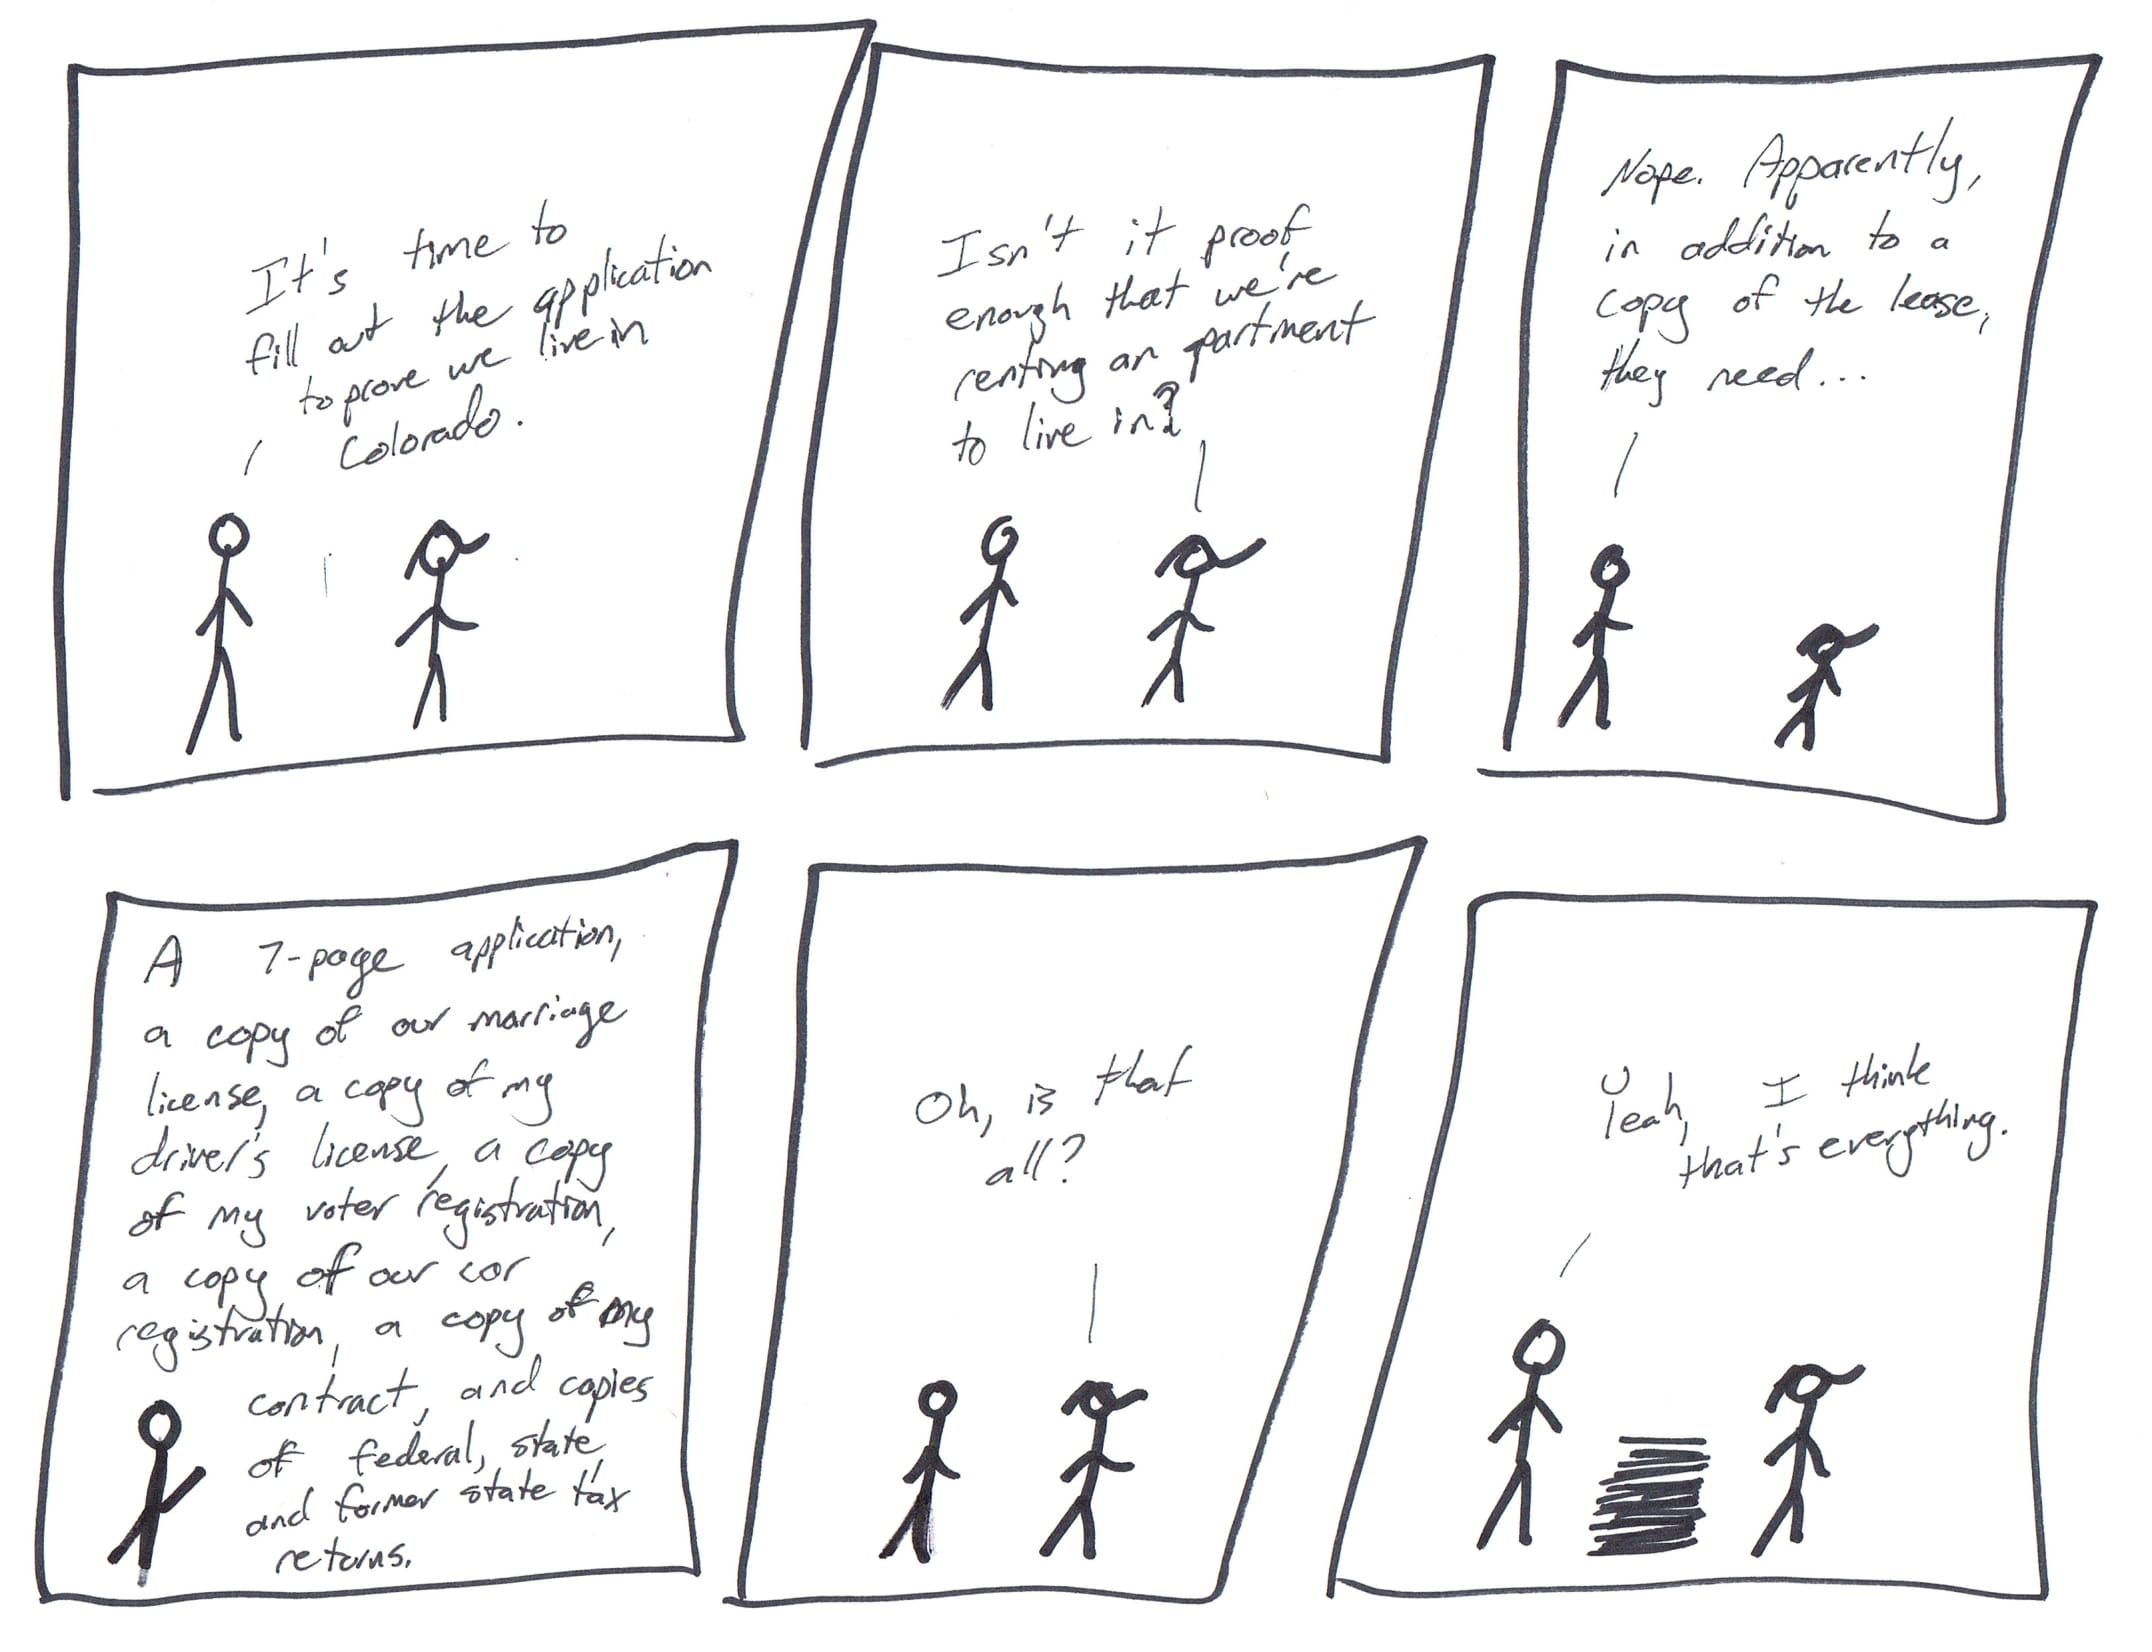 It's time to
fill out the application
to prove we live in
Colorado.
Isn't it proof
enough that we're
renting an apartment
to live in?
Nope. Apparently,
in addition to a
copy of the lease,
they need...
A 7-page application,
a copy of our marriage
license, a copy of my
driver's license, a copy
of my voter registration,
a copy of our car
registration, a copy of my
contract, and copies
of federal, state,
and former state tax
returns.
Oh, is that
all?
Yeah, I think
that's everything.